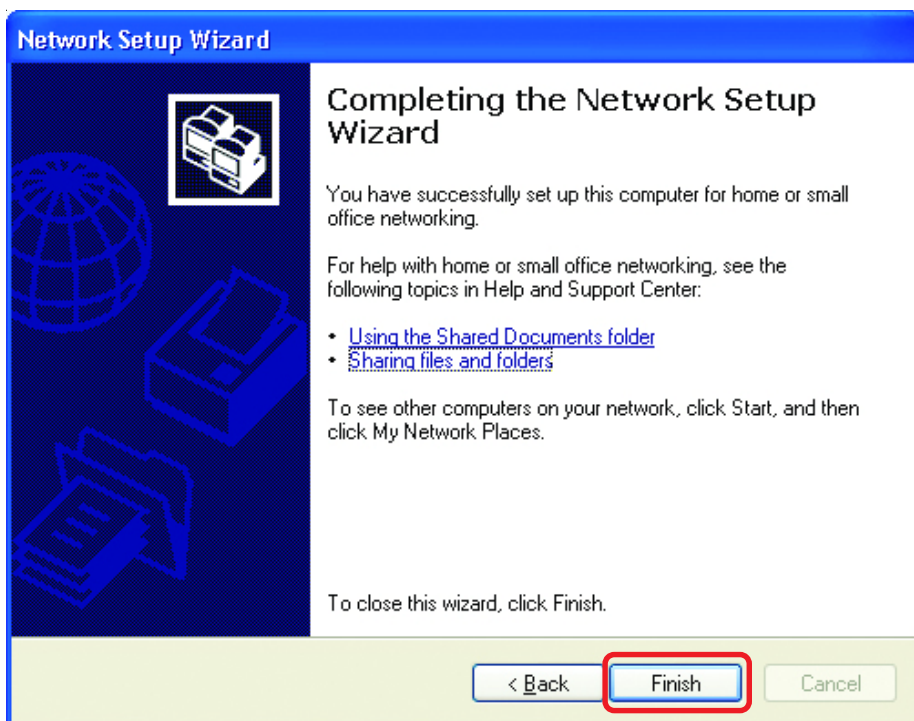 Network Setup Wizard
Completing the Network Setup
Wizard
You have successfully set up this computer for home or small
office networking.
For help with home or small office networking, see the
following topics in Help and Support Center:
• Using the Shared Documents folder
• Sharing files and folders
To see other computers on your network, click Start, and then
click My Network Places.
To close this wizard, click Finish.
< Back Finish Cancel